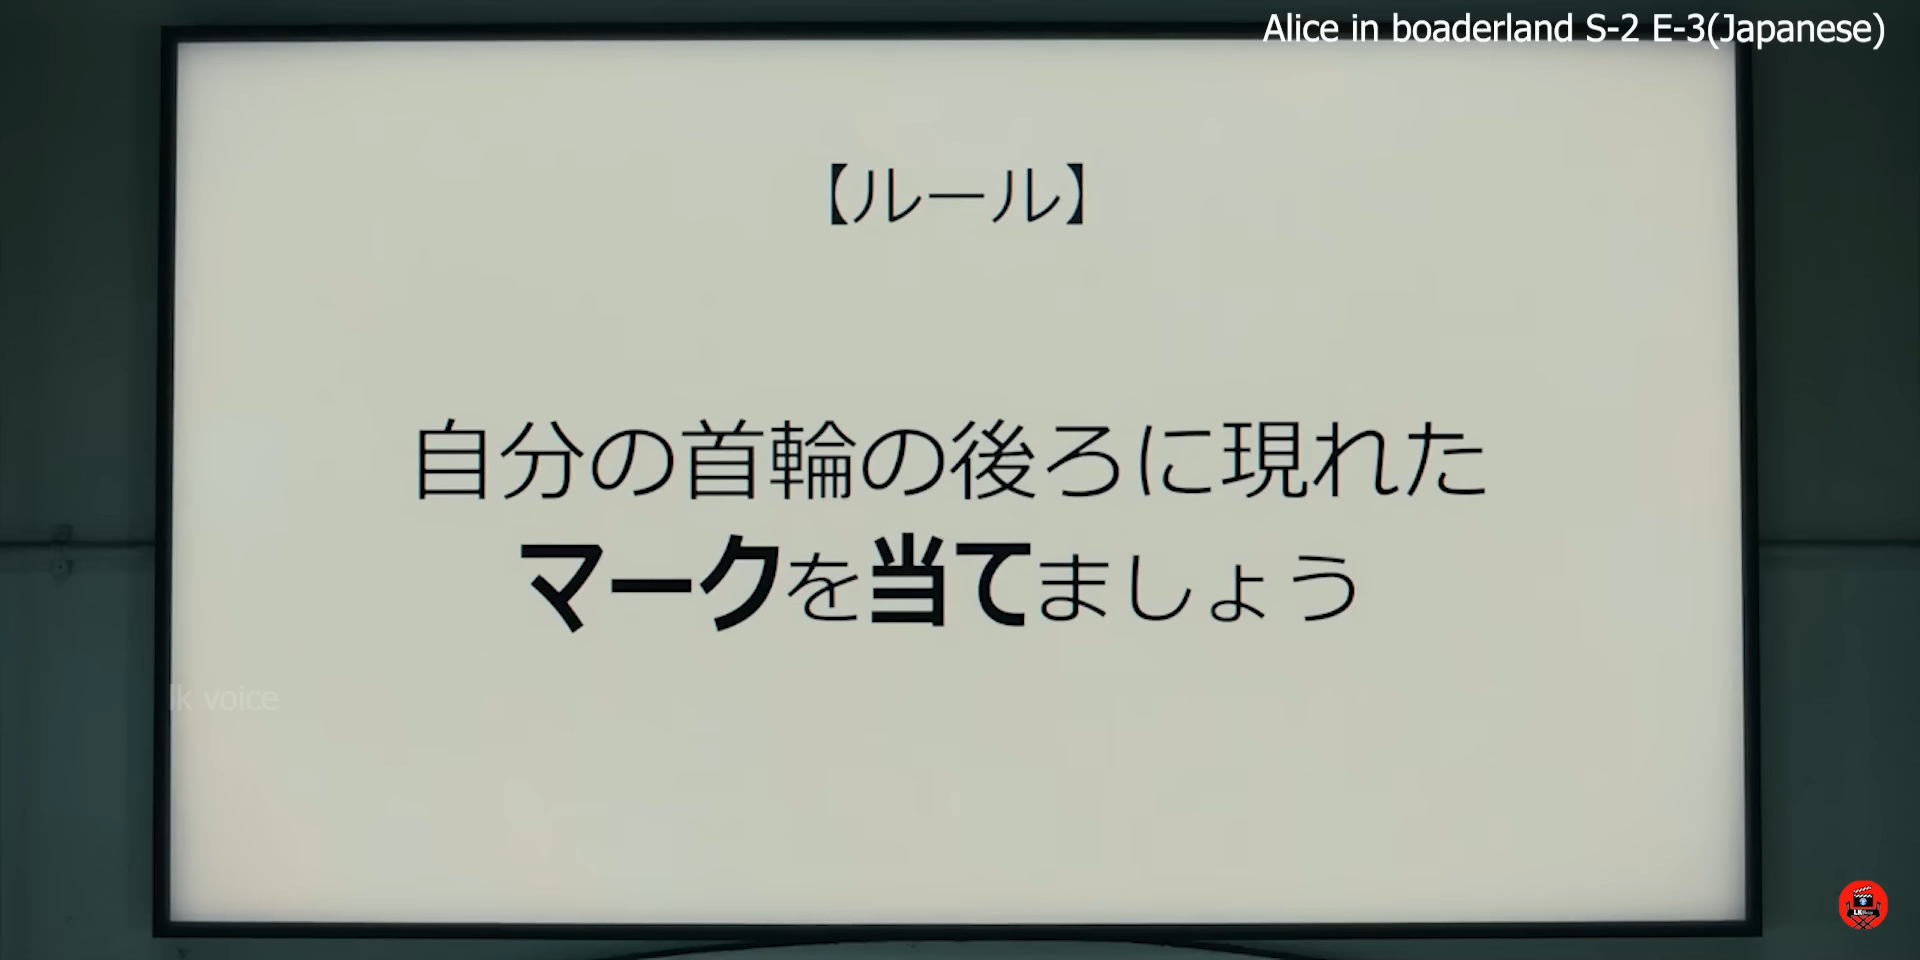 Alice in boaderland S-2 E-3(Japanese)
【ルール】
自分の首輪の後ろに現れた
マークを当てましょう
lk voice